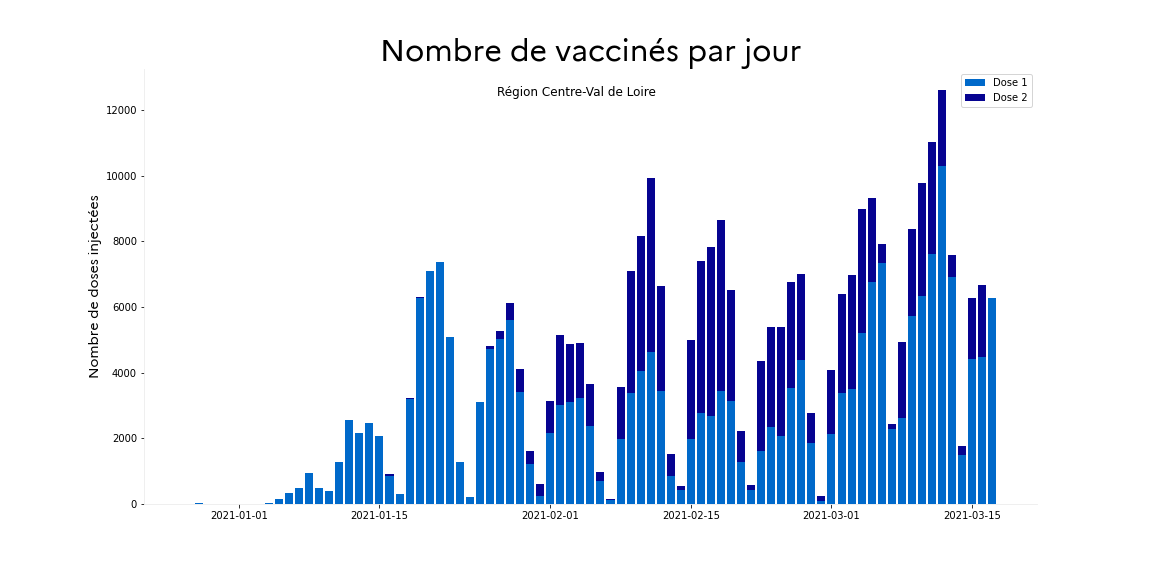 Nombre de vaccinés par jour
Région Centre-Val de Loire
Dose 1
Dose 2
Nombre de doses injectées
12000
10000
8000
6000
4000
2000
0
2021-01-01
2021-01-15
2021-02-01
2021-02-15
2021-03-01
2021-03-15